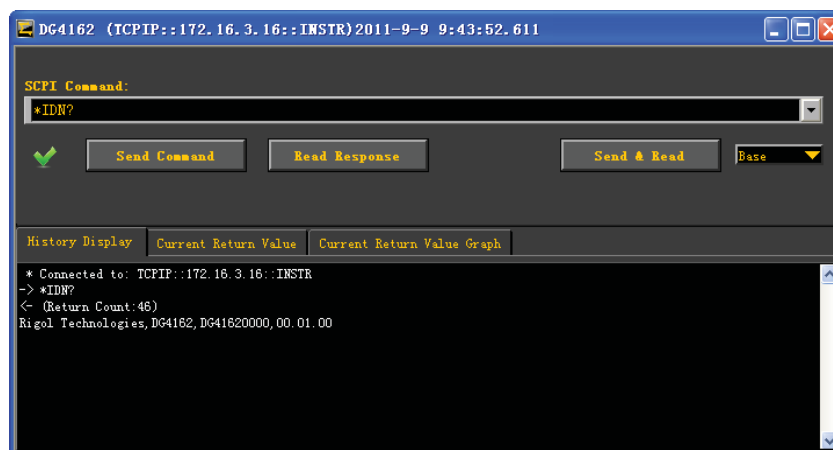 DG4162 (TCPIP::172.16.3.16::INSTR)2011-9-9 9:43:52.611
SCPI Command:
*IDN?
Send Command Read Response Send & Read Base
History Display Current Return Value Current Return Value Graph
* Connected to: TCPIP::172.16.3.16::INSTR
-> *IDN?
<- (Return Count:46)
Rigol Technologies,DG4162,DG41620000,00.01.00